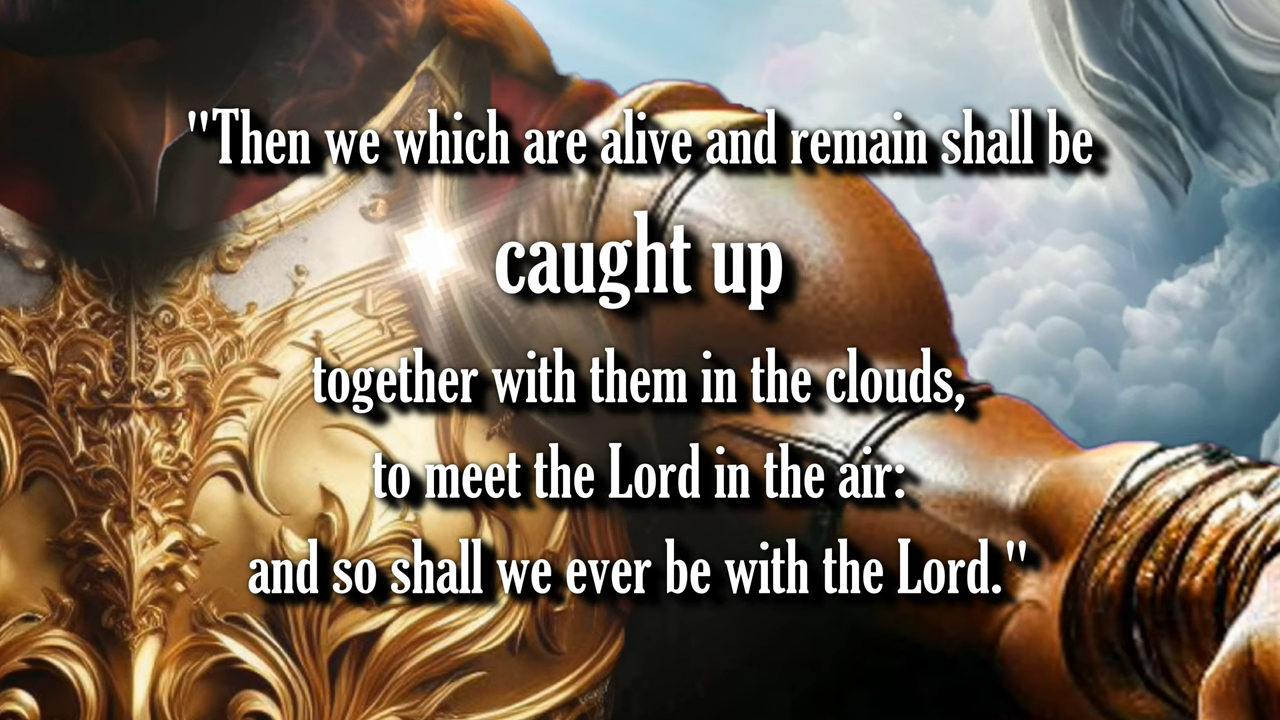 "Then we which are alive and remain shall be
caught up
together with them in the clouds,
to meet the Lord in the air:
and so shall we ever be with the Lord."